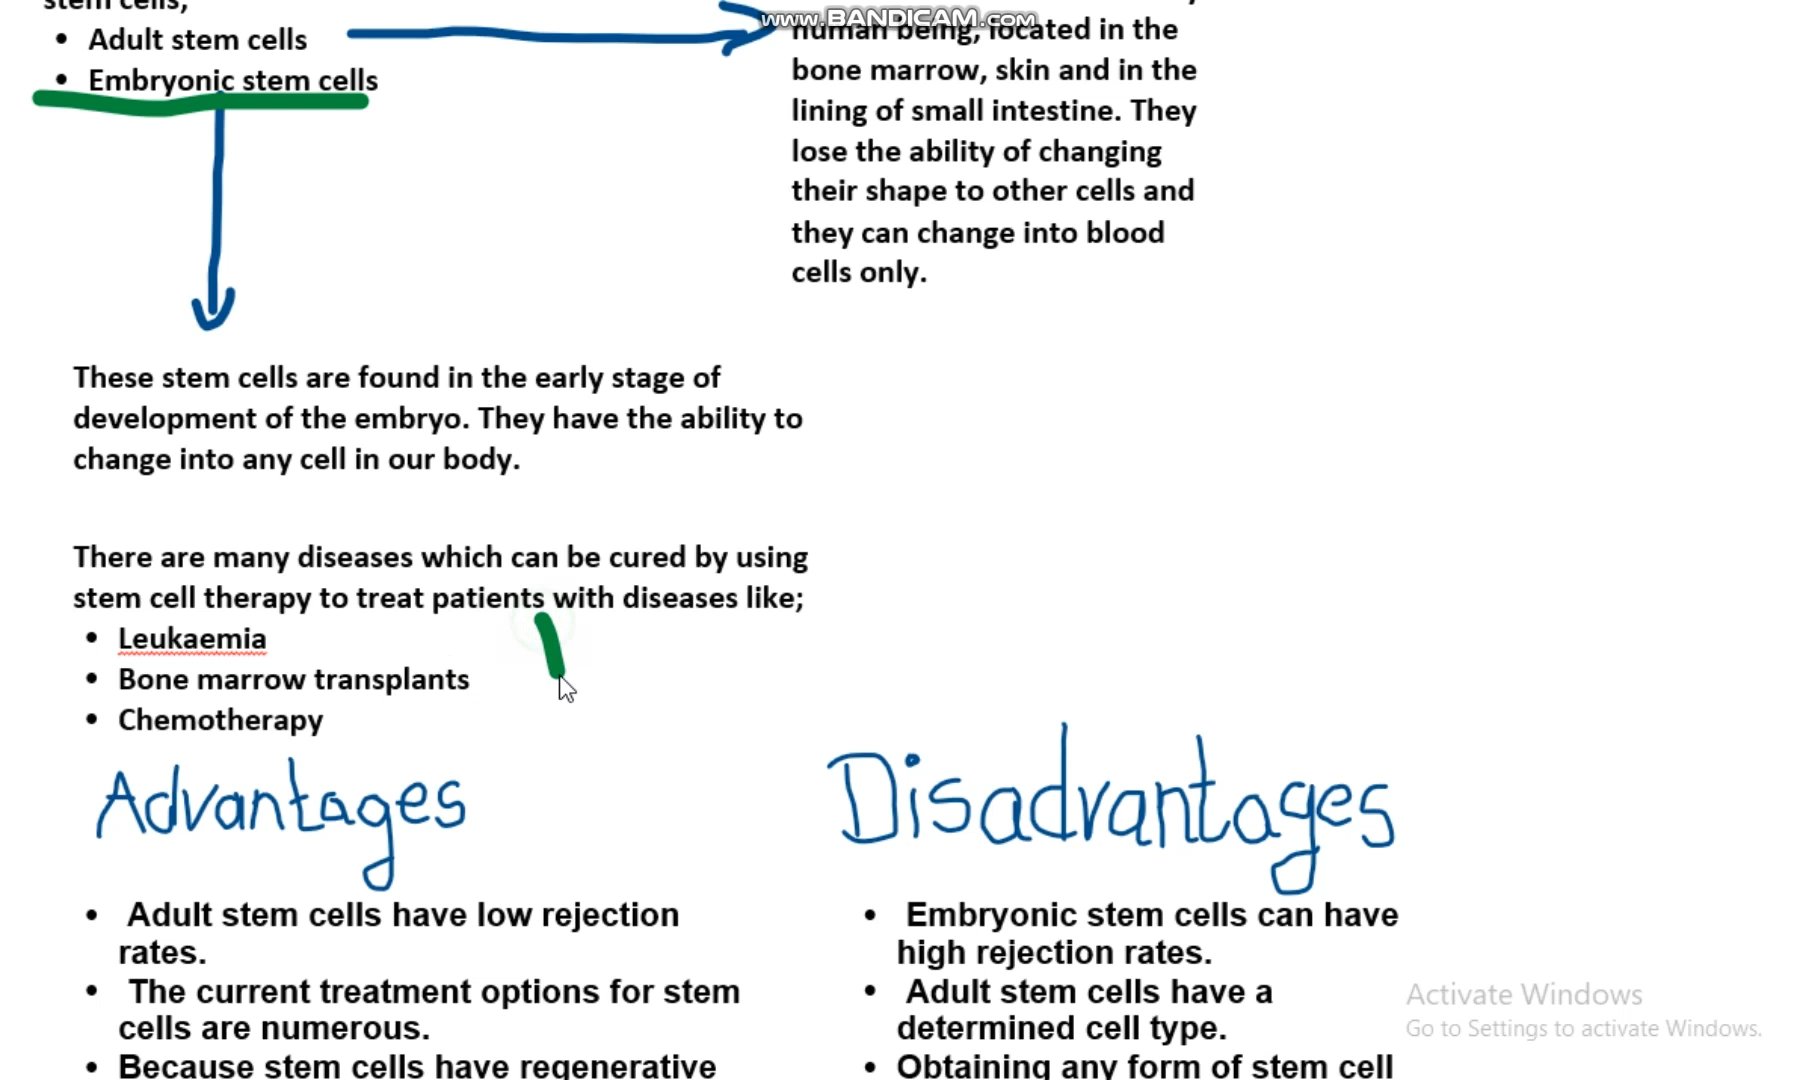 stem cells,
• Adult stem cells
• Embryonic stem cells
www.BANDICAM.com
human being, located in the
bone marrow, skin and in the
lining of small intestine. They
lose the ability of changing
their shape to other cells and
they can change into blood
cells only.
These stem cells are found in the early stage of
development of the embryo. They have the ability to
change into any cell in our body.
There are many diseases which can be cured by using
stem cell therapy to treat patients with diseases like;
• Leukaemia
• Bone marrow transplants
• Chemotherapy
Advantages
• Adult stem cells have low rejection
rates.
• The current treatment options for stem
cells are numerous.
• Because stem cells have regenerative
Disadvantages
• Embryonic stem cells can have
high rejection rates.
• Adult stem cells have a
determined cell type.
• Obtaining any form of stem cell
Activate Windows
Go to Settings to activate Windows.